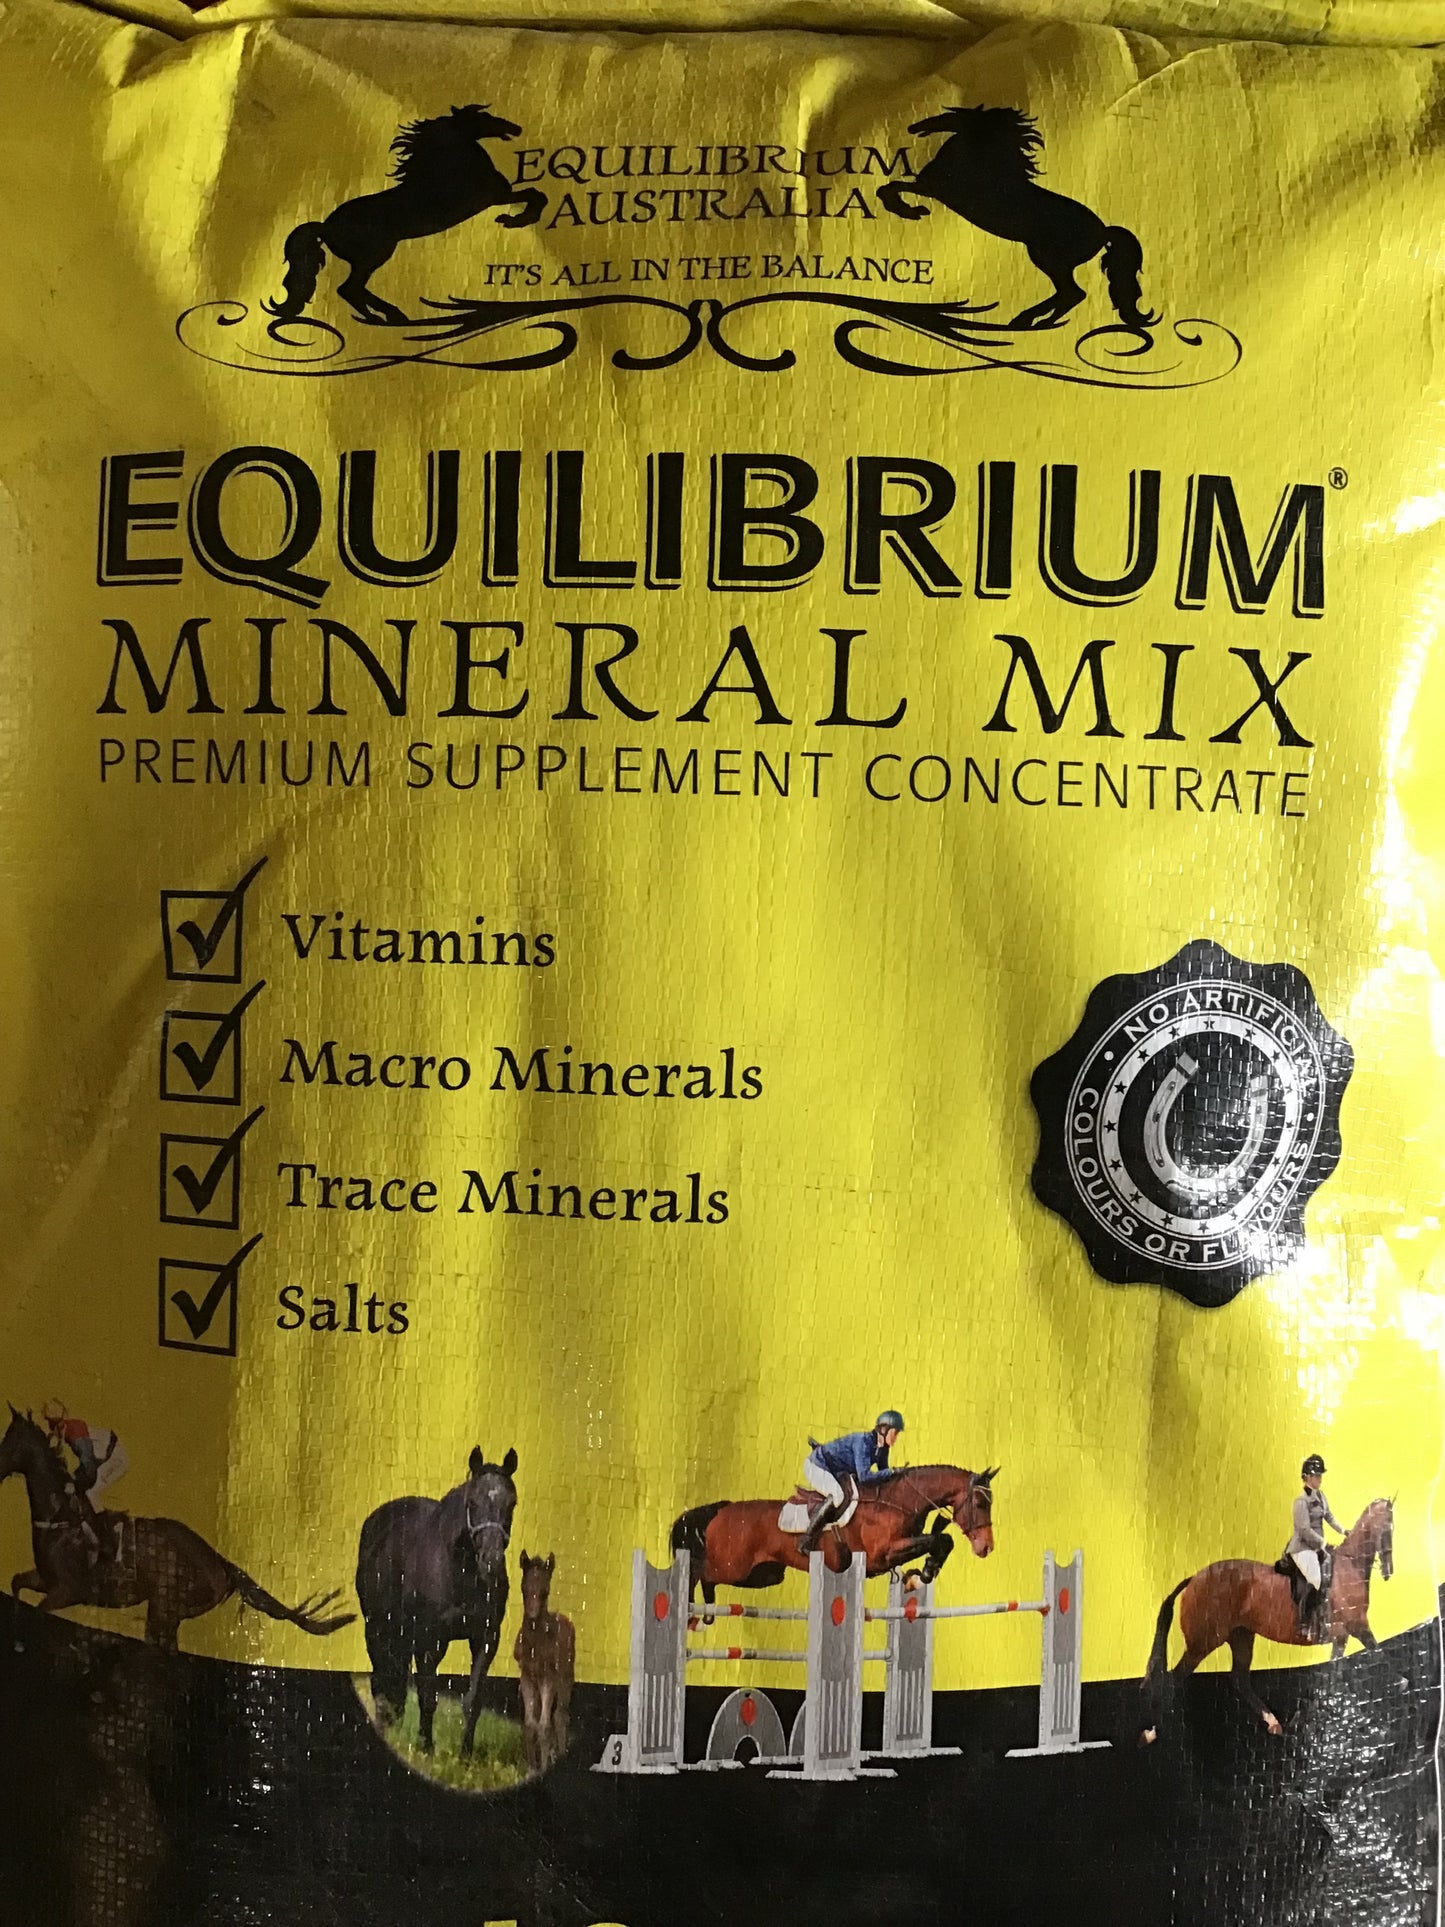 EQUILIBRIUM
AUSTRALIA
IT'S ALL IN THE BALANCE
EQUILIBRIUM®
MINERAL MIX
PREMIUM SUPPLEMENT CONCENTRATE
Vitamins
Macro Minerals
Trace Minerals
Salts
• NO ARTIFICIAL •
COLOURS OR FLAVOURS
3